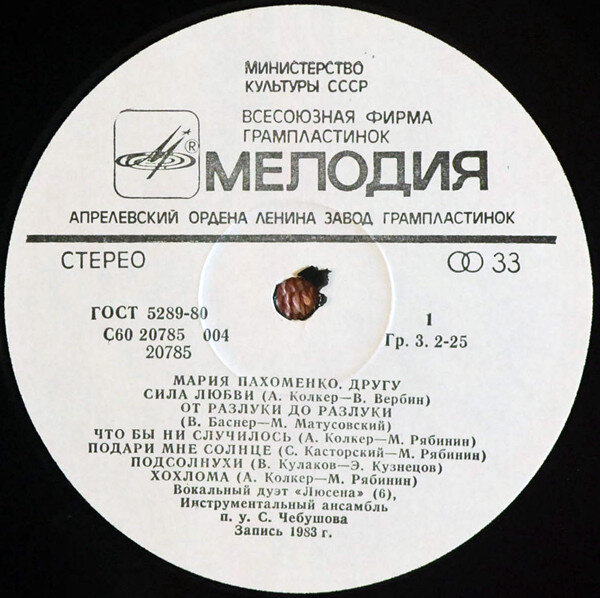 МИНИСТЕРСТВО
КУЛЬТУРЫ СССР
ВСЕСОЮЗНАЯ ФИРМА
ГРАМПЛАСТИНОК
®
МЕЛОДИЯ
АПРЕЛЕВСКИЙ ОРДЕНА ЛЕНИНА ЗАВОД ГРАМПЛАСТИНОК
СТЕРЕО 33
ГОСТ 5289-80 1
С60 20785 004 Гр. 3. 2-25
20785
МАРИЯ ПАХОМЕНКО. ДРУГУ
СИЛА ЛЮБВИ (А. Колкер—В. Вербин)
ОТ РАЗЛУКИ ДО РАЗЛУКИ
(В. Баснер—М. Матусовский)
ЧТО БЫ НИ СЛУЧИЛОСЬ (А. Колкер—М. Рябинин)
ПОДАРИ МНЕ СОЛНЦЕ (С. Касторский—М. Рябинин)
ПОДСОЛНУХИ (В. Кулаков—Э. Кузнецов)
ХОХЛОМА (А. Колкер—М. Рябинин)
Вокальный дуэт «Люсена» (6),
Инструментальный ансамбль
п. у. С. Чебушова
Запись 1983 г.